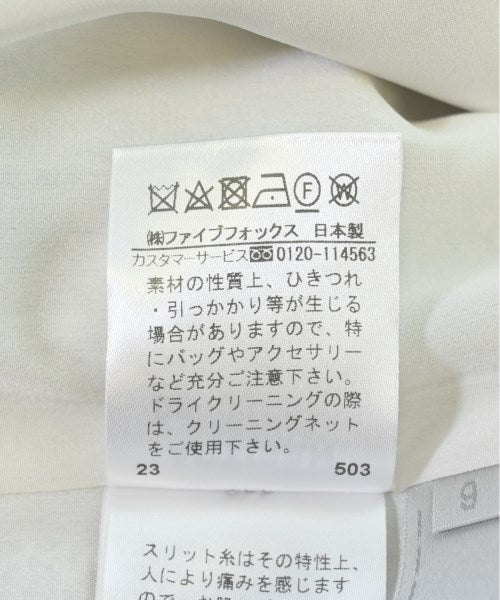 F W
㈱ファイブフォックス 日本製
カスタマーサービス 0120-114563
素材の性質上、ひきつれ
・引っかかり等が生じる
場合がありますので、特
にバッグやアクセサリー
など充分ご注意下さい。
ドライクリーニングの際
は、クリーニングネット
をご使用下さい。
23 503
9
スリット糸はその特性上、
人により痛みを感じます